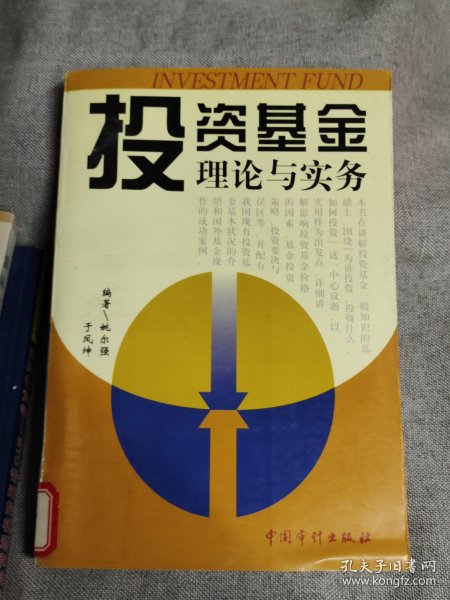 INVESTMENT FUND
投资基金
理论与实务
本书在讲解投资基金一般知识的基
础上，围绕“为谁投资、投资什么、
如何投资”这一中心议题，以
实用性为出发点，详细讲
解影响投资基金价格
的因素、基金投资
策略、投资要决与
误区等，并配有
我国现有投资基
金基本状况的介
绍和国外基金操
作的成功案例。
编著\姚尔强
于凤坤
中国审计出版社
孔夫子旧书网
www.kongfz.com